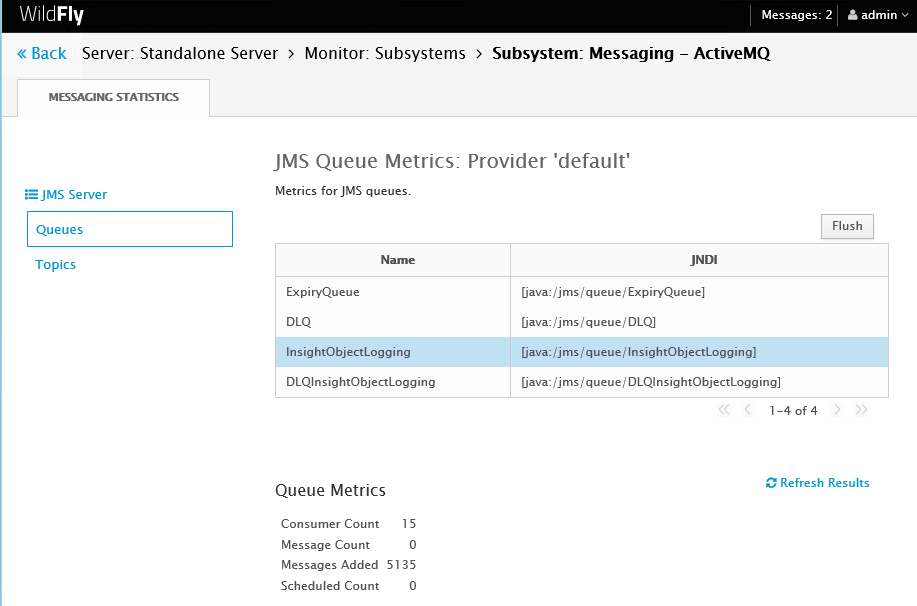 WildFly Messages: 2 admin
« Back Server: Standalone Server > Monitor: Subsystems > Subsystem: Messaging - ActiveMQ
MESSAGING STATISTICS
JMS Queue Metrics: Provider 'default'
Metrics for JMS queues.
JMS Server
Queues
Topics
Flush
Name JNDI
ExpiryQueue [java:/jms/queue/ExpiryQueue]
DLQ [java:/jms/queue/DLQ]
InsightObjectLogging [java:/jms/queue/InsightObjectLogging]
DLQInsightObjectLogging [java:/jms/queue/DLQInsightObjectLogging]
« ‹ 1-4 of 4 › »
Refresh Results
Queue Metrics
Consumer Count 15
Message Count 0
Messages Added 5135
Scheduled Count 0